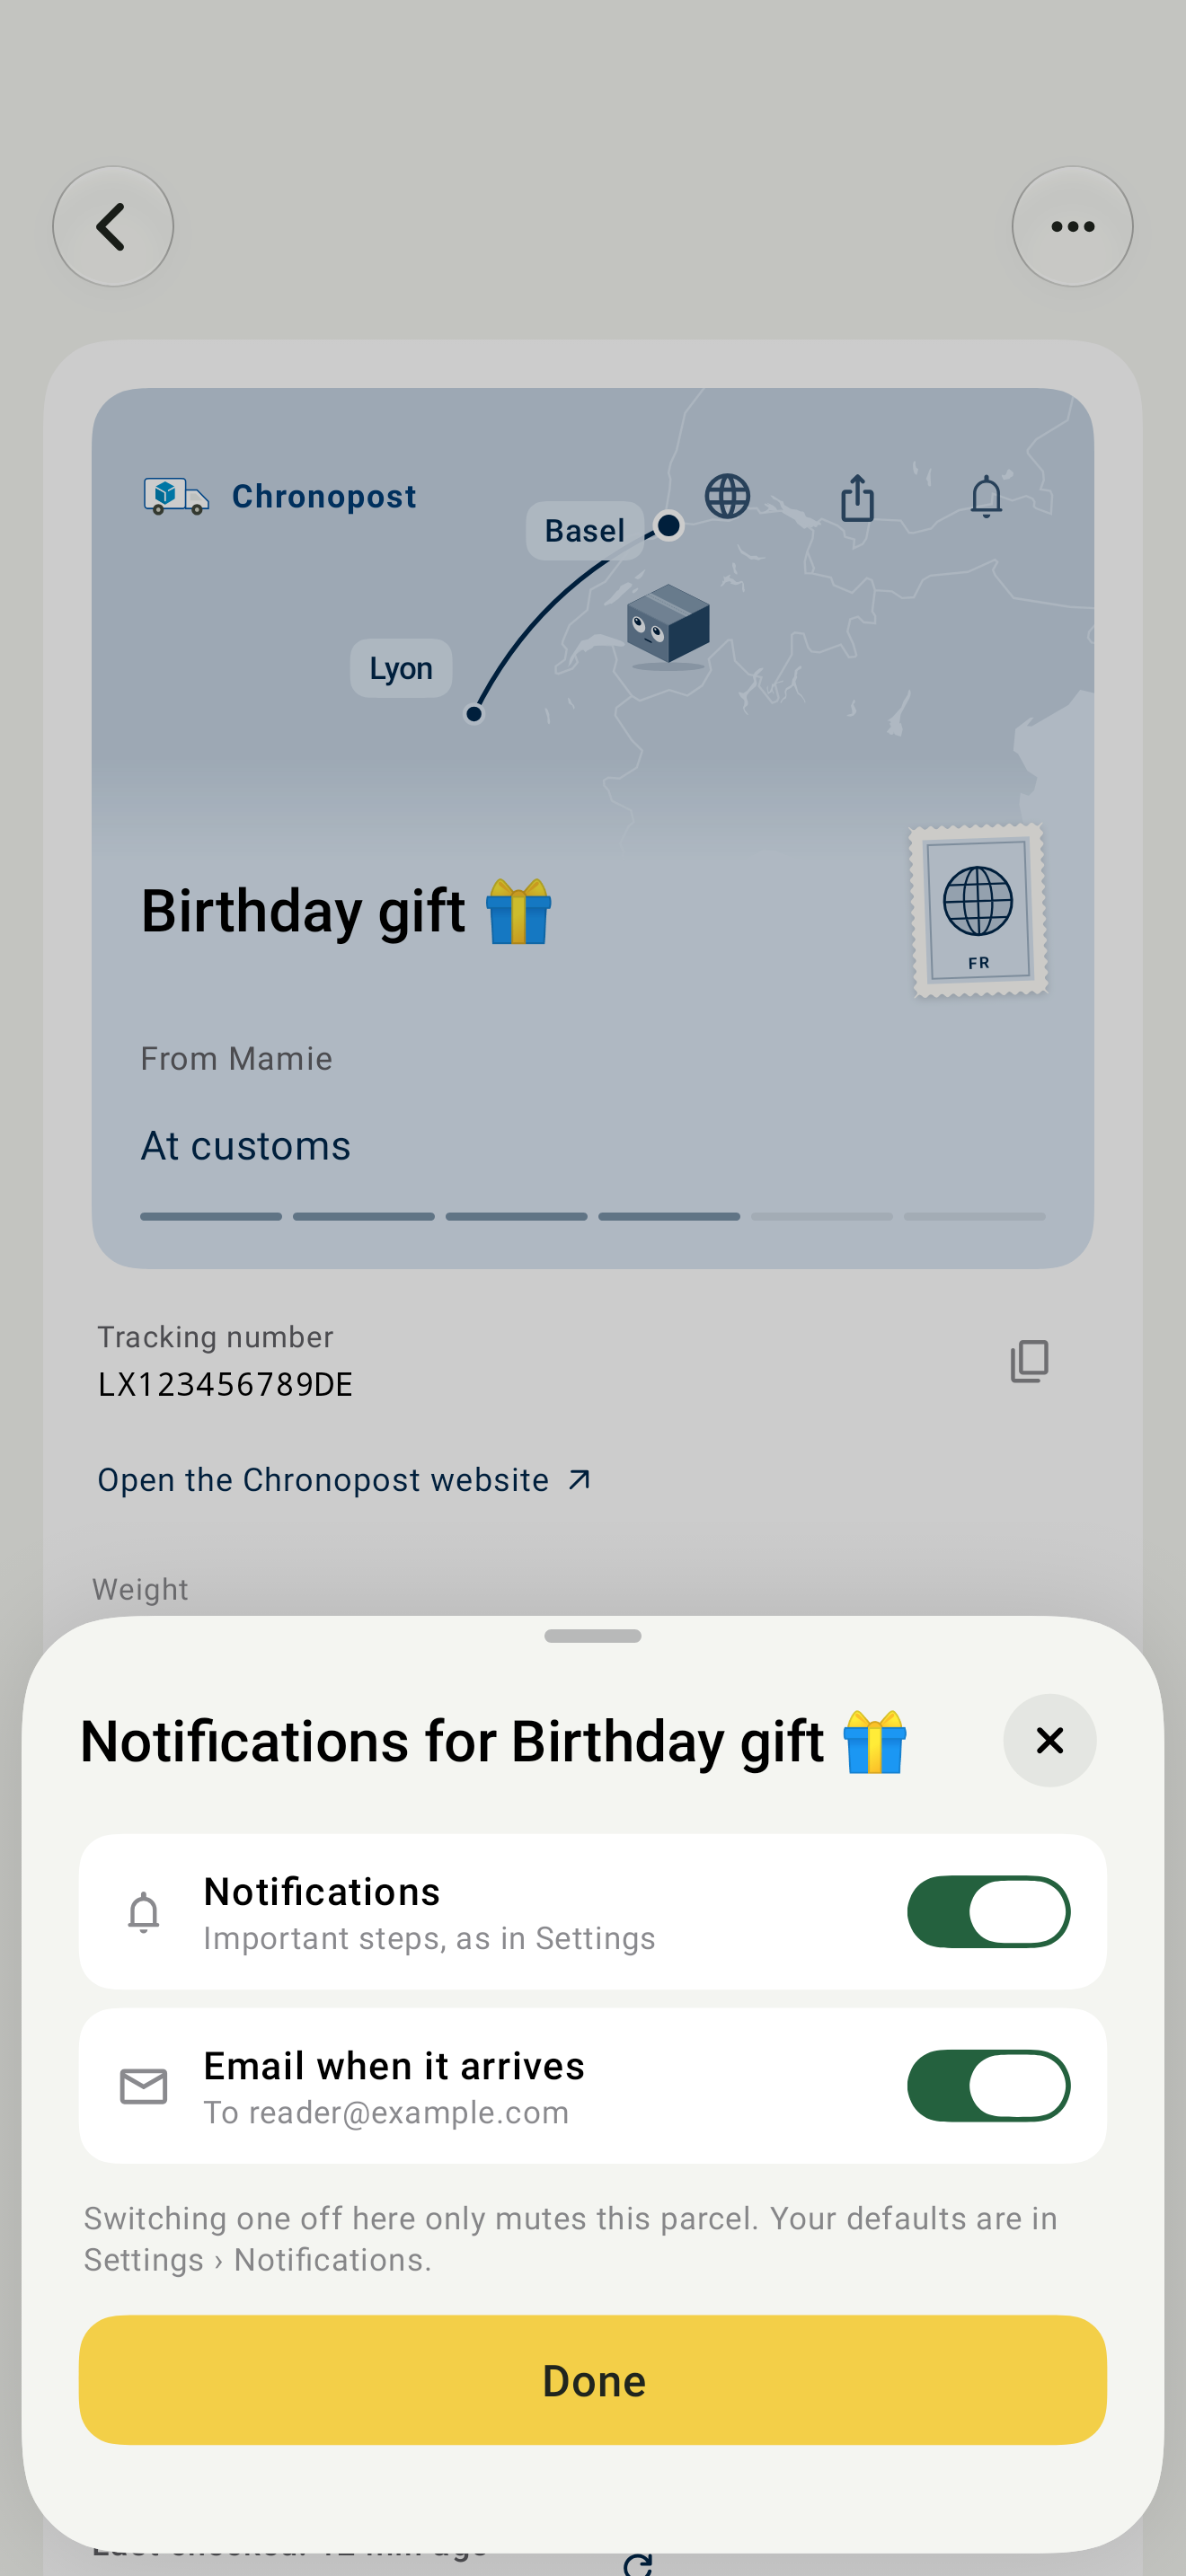 Chronopost
Basel
Lyon
Birthday gift
FR
From Mamie
At customs
Tracking number
LX123456789DE
Open the Chronopost website
Weight
Notifications for Birthday gift
Notifications
Important steps, as in Settings
Email when it arrives
To reader@example.com
Switching one off here only mutes this parcel. Your defaults are in
Settings › Notifications.
Done